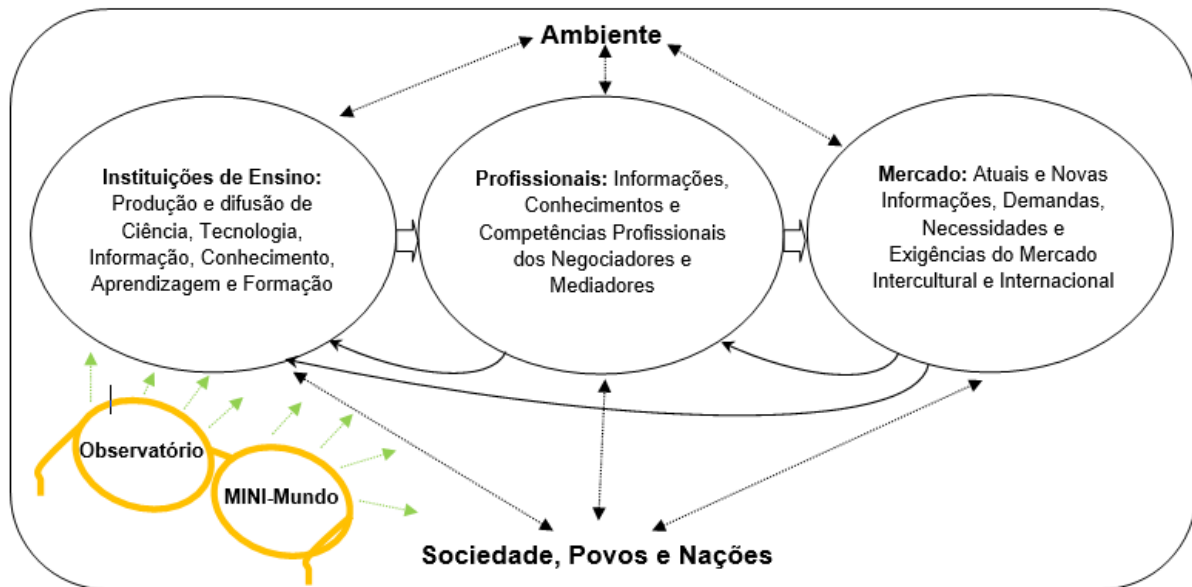 Ambiente
Instituições de Ensino:
Produção e difusão de
Ciência, Tecnologia,
Informação, Conhecimento,
Aprendizagem e Formação
Profissionais: Informações,
Conhecimentos e
Competências Profissionais
dos Negociadores e
Mediadores
Mercado: Atuais e Novas
Informações, Demandas,
Necessidades e
Exigências do Mercado
Intercultural e Internacional
Observatório
MINI-Mundo
Sociedade, Povos e Nações